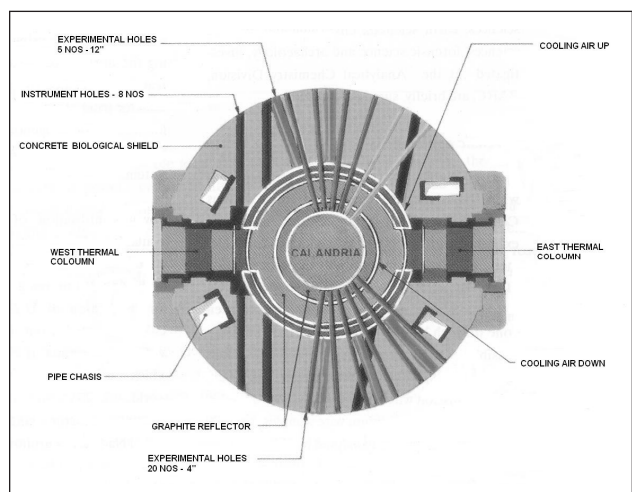 EXPERIMENTAL HOLES
5 NOS - 12"
COOLING AIR UP
INSTRUMENT HOLES - 8 NOS
CONCRETE BIOLOGICAL SHIELD
WEST THERMAL
COLOUMN
CALANDRIA
EAST THERMAL
COLOUMN
COOLING AIR DOWN
PIPE CHASIS
GRAPHITE REFLECTOR
EXPERIMENTAL HOLES
20 NOS - 4"